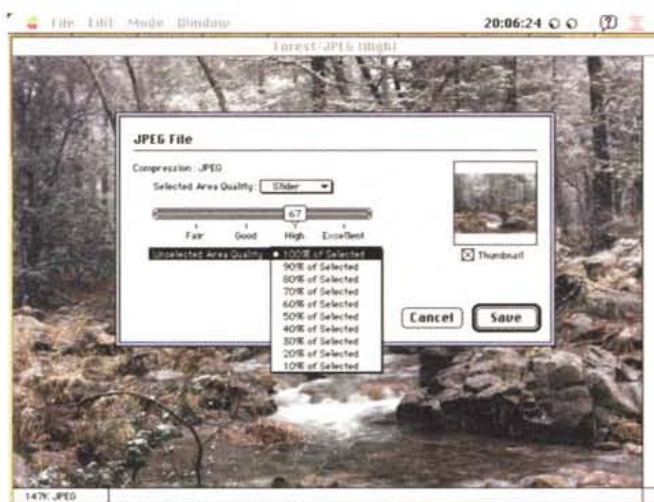 File Edit Mode Window 20:06:24
Forest/JPEG (High)
JPEG File
Compression: JPEG
Selected Area Quality: Slider
67
Fair Good High Excellent
Unselected Area Quality 100% of Selected
90% of Selected
80% of Selected
70% of Selected
60% of Selected
50% of Selected
40% of Selected
30% of Selected
20% of Selected
10% of Selected
Thumbnail
Cancel Save
147K JPEG